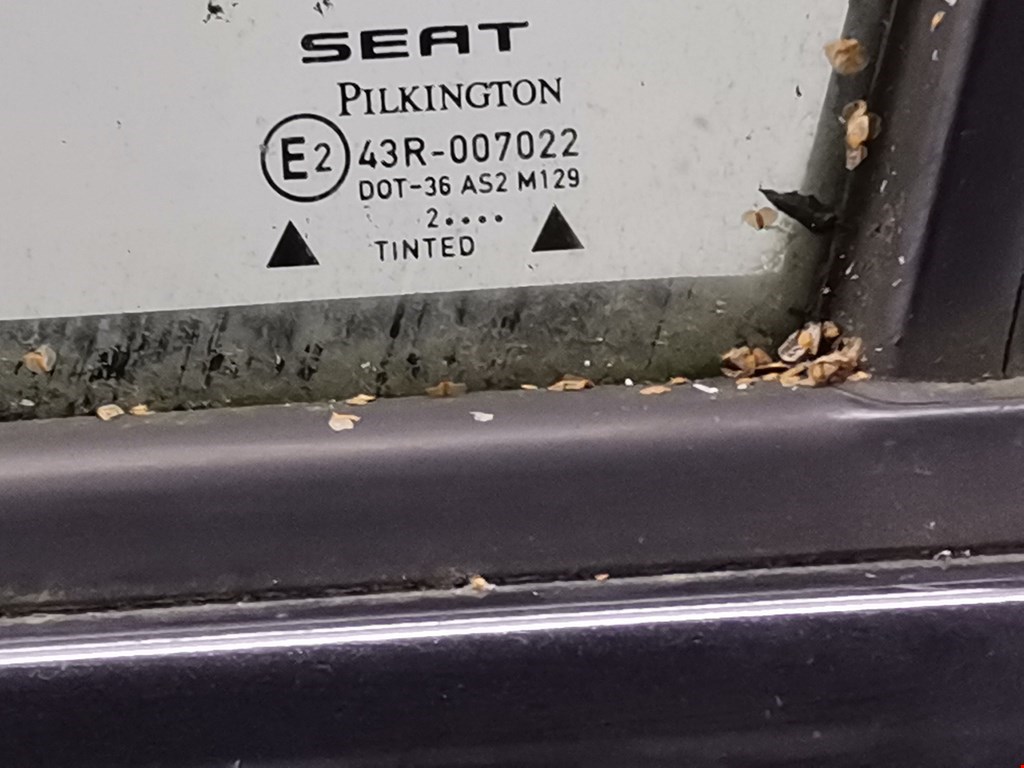 SEAT
PILKINGTON
E2 43R-007022
DOT-36 AS2 M129
2....
TINTED